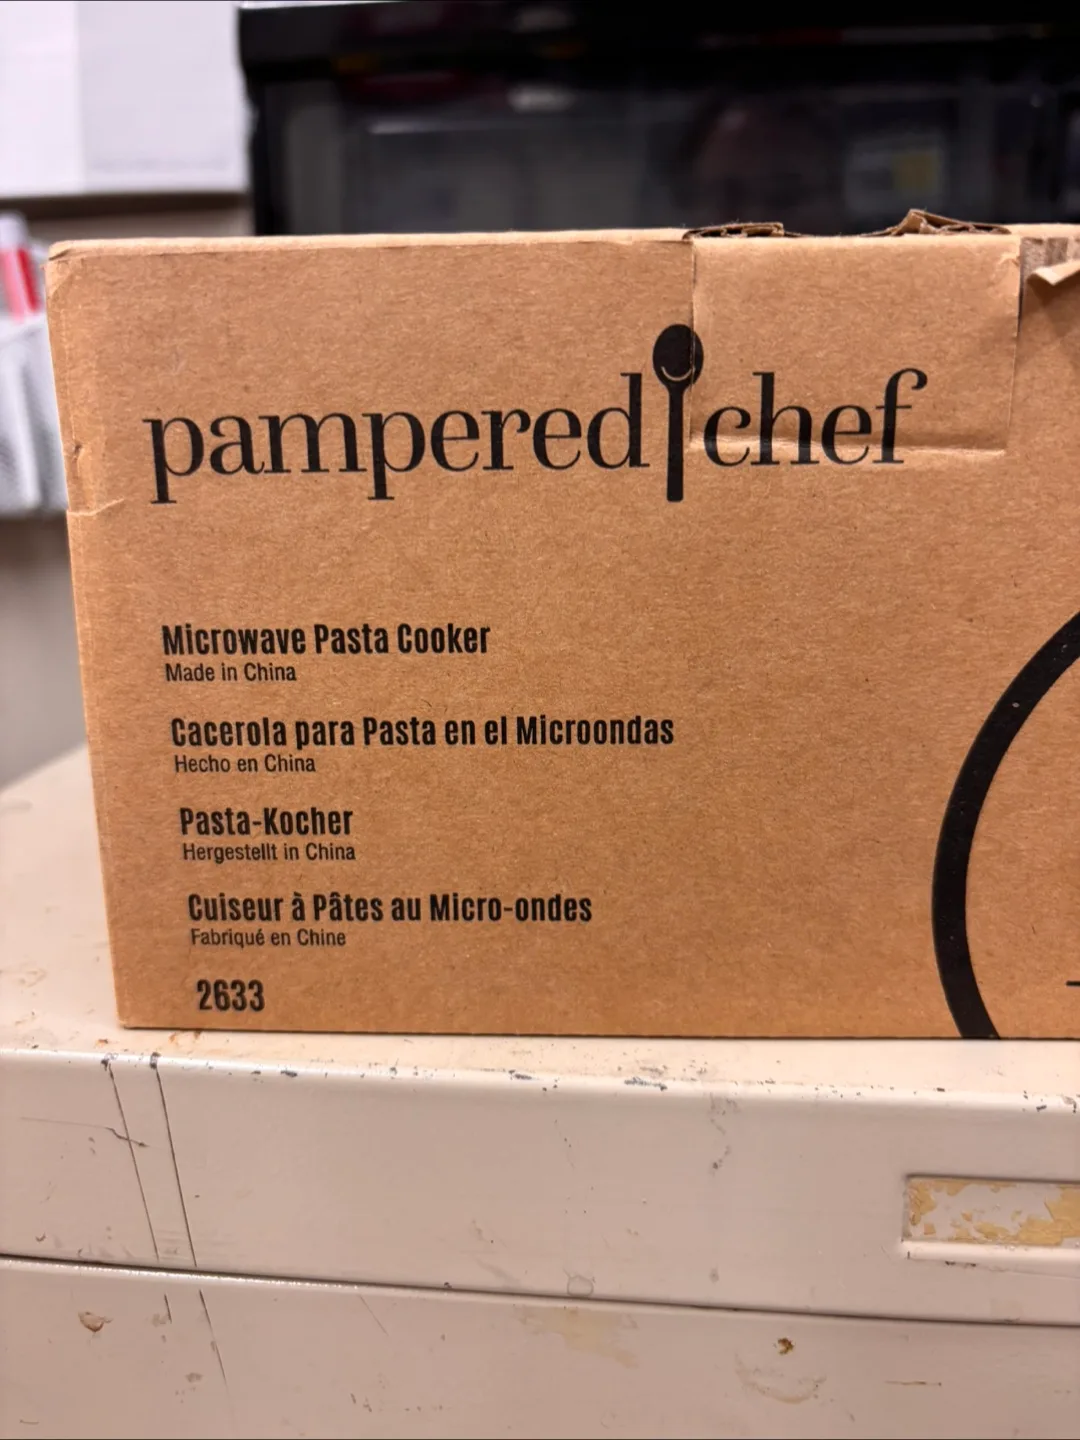 pampered chef
Microwave Pasta Cooker
Made in China
Cacerola para Pasta en el Microondas
Hecho en China
Pasta-Kocher
Hergestellt in China
Cuiseur à Pâtes au Micro-ondes
Fabriqué en Chine
2633